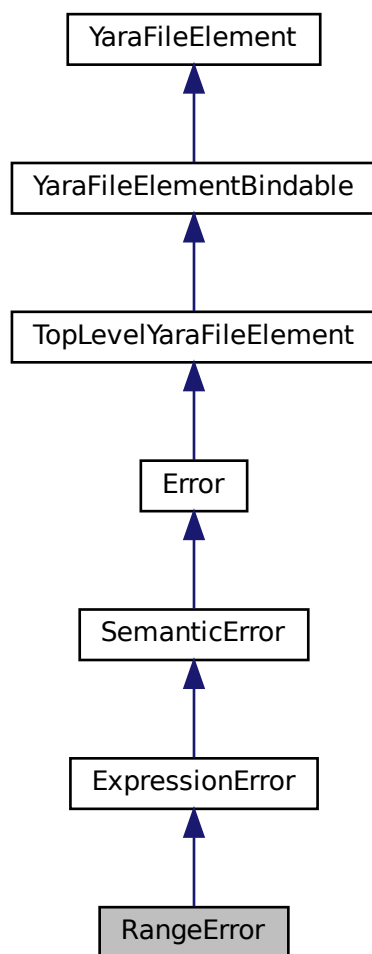 YaraFileElement
YaraFileElementBindable
TopLevelYaraFileElement
Error
SemanticError
ExpressionError
RangeError